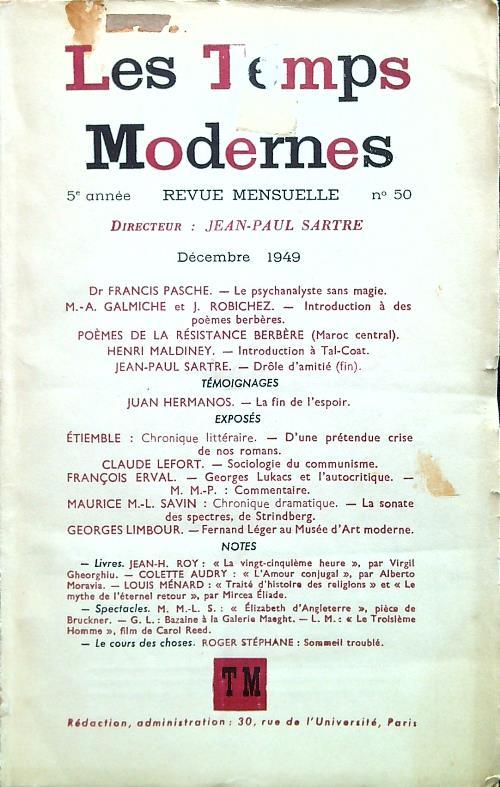 Les Temps
Modernes
5e année REVUE MENSUELLE no 50
DIRECTEUR : JEAN-PAUL SARTRE
Décembre 1949
Dr FRANCIS PASCHE. — Le psychanalyste sans magie.
M.-A. GALMICHE et J. ROBICHEZ. — Introduction à des
poèmes berbères.
POÈMES DE LA RÉSISTANCE BERBÈRE (Maroc central).
HENRI MALDINEY. — Introduction à Tal-Coat.
JEAN-PAUL SARTRE. — Drôle d'amitié (fin).
TÉMOIGNAGES
JUAN HERMANOS. — La fin de l'espoir.
EXPOSÉS
ÉTIEMBLE : Chronique littéraire. — D'une prétendue crise
de nos romans.
CLAUDE LEFORT. — Sociologie du communisme.
FRANÇOIS ERVAL. — Georges Lukacs et l'autocritique. —
M. M.-P. : Commentaire.
MAURICE M.-L. SAVIN : Chronique dramatique. — La sonate
des spectres, de Strindberg.
GEORGES LIMBOUR. — Fernand Léger au Musée d'Art moderne.
NOTES
— Livres. JEAN-H. ROY : « La vingt-cinquième heure », par Virgil
Gheorghiu. — COLETTE AUDRY : « L'Amour conjugal », par Alberto
Moravia. — LOUIS MÉNARD : « Traité d'histoire des religions » et « Le
mythe de l'éternel retour », par Mircea Éliade.
— Spectacles. M. M.-L. S. : « Élizabeth d'Angleterre », pièce de
Bruckner. — G. L. : Bazaine à la Galerie Maeght. — L. M. : « Le Troisième
Homme », film de Carol Reed.
— Le cours des choses. ROGER STÉPHANE : Sommeil troublé.
TM
Rédaction, administration : 30, rue de l'Université, Paris